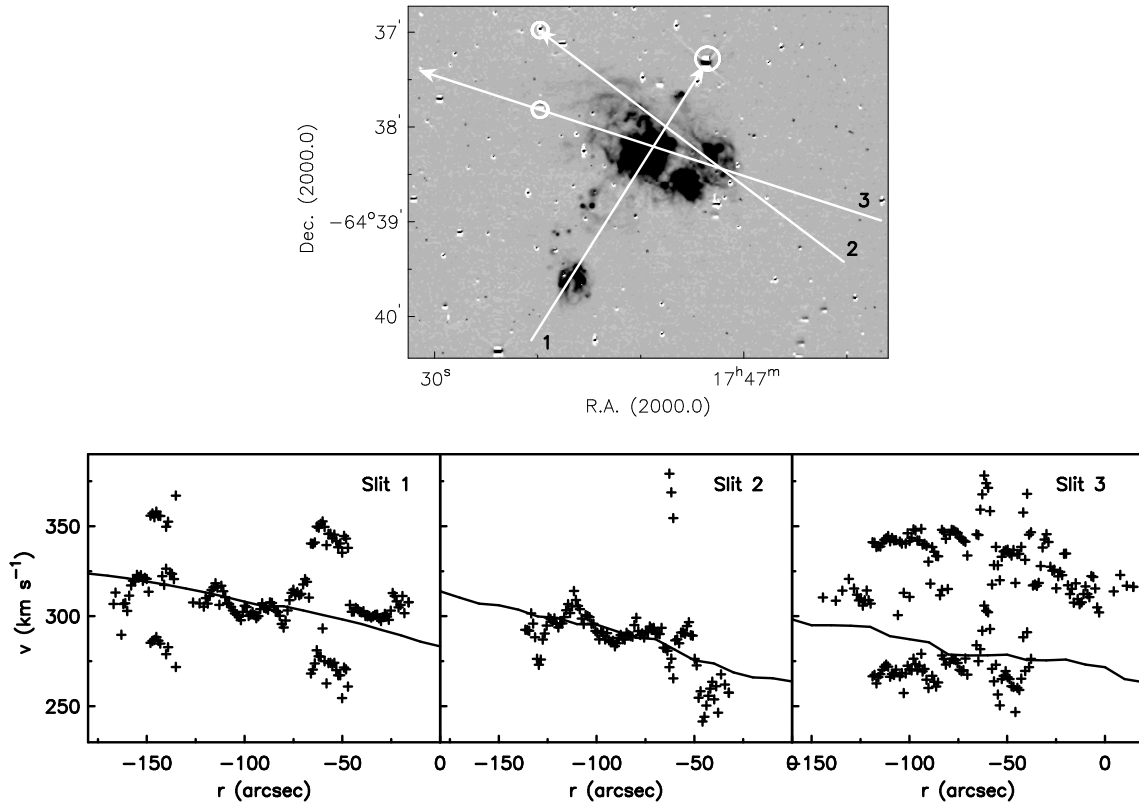 37'
38'
−64°39'
40'
Dec. (2000.0)
1
2
3
30ˢ
17ʰ47ᵐ
R.A. (2000.0)
Slit 1
Slit 2
Slit 3
350
300
250
v (km s⁻¹)
−150
−100
−50
0
−150
−100
−50
0
−150
−100
−50
0
r (arcsec)
r (arcsec)
r (arcsec)